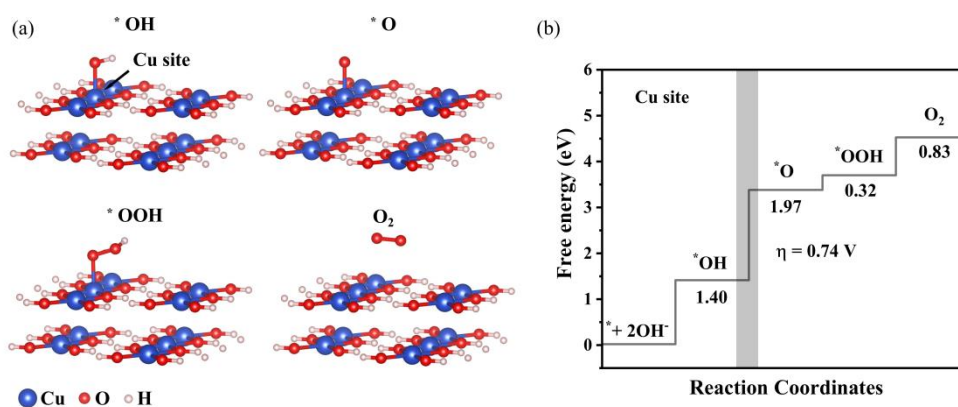 (a)
* OH
* O
Cu site
* OOH
O₂
Cu O H
(b)
Free energy (eV)
6
5
4
3
2
1
0
Cu site
*+ 2OH⁻
*OH
1.40
*O
1.97
*OOH
0.32
O₂
0.83
η = 0.74 V
Reaction Coordinates